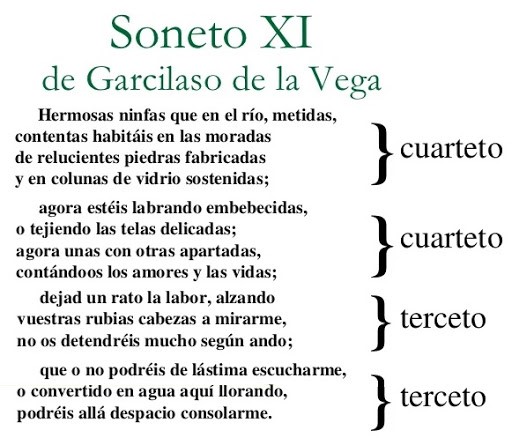 Soneto XI
de Garcilaso de la Vega
Hermosas ninfas que en el río, metidas,
contentas habitáis en las moradas
de relucientes piedras fabricadas
y en colunas de vidrio sostenidas;
cuarteto
agora estéis labrando embebecidas,
o tejiendo las telas delicadas;
agora unas con otras apartadas,
contándoos los amores y las vidas;
cuarteto
dejad un rato la labor, alzando
vuestras rubias cabezas a mirarme,
no os detendréis mucho según ando;
terceto
que o no podréis de lástima escucharme,
o convertido en agua aquí llorando,
podréis allá despacio consolarme.
terceto